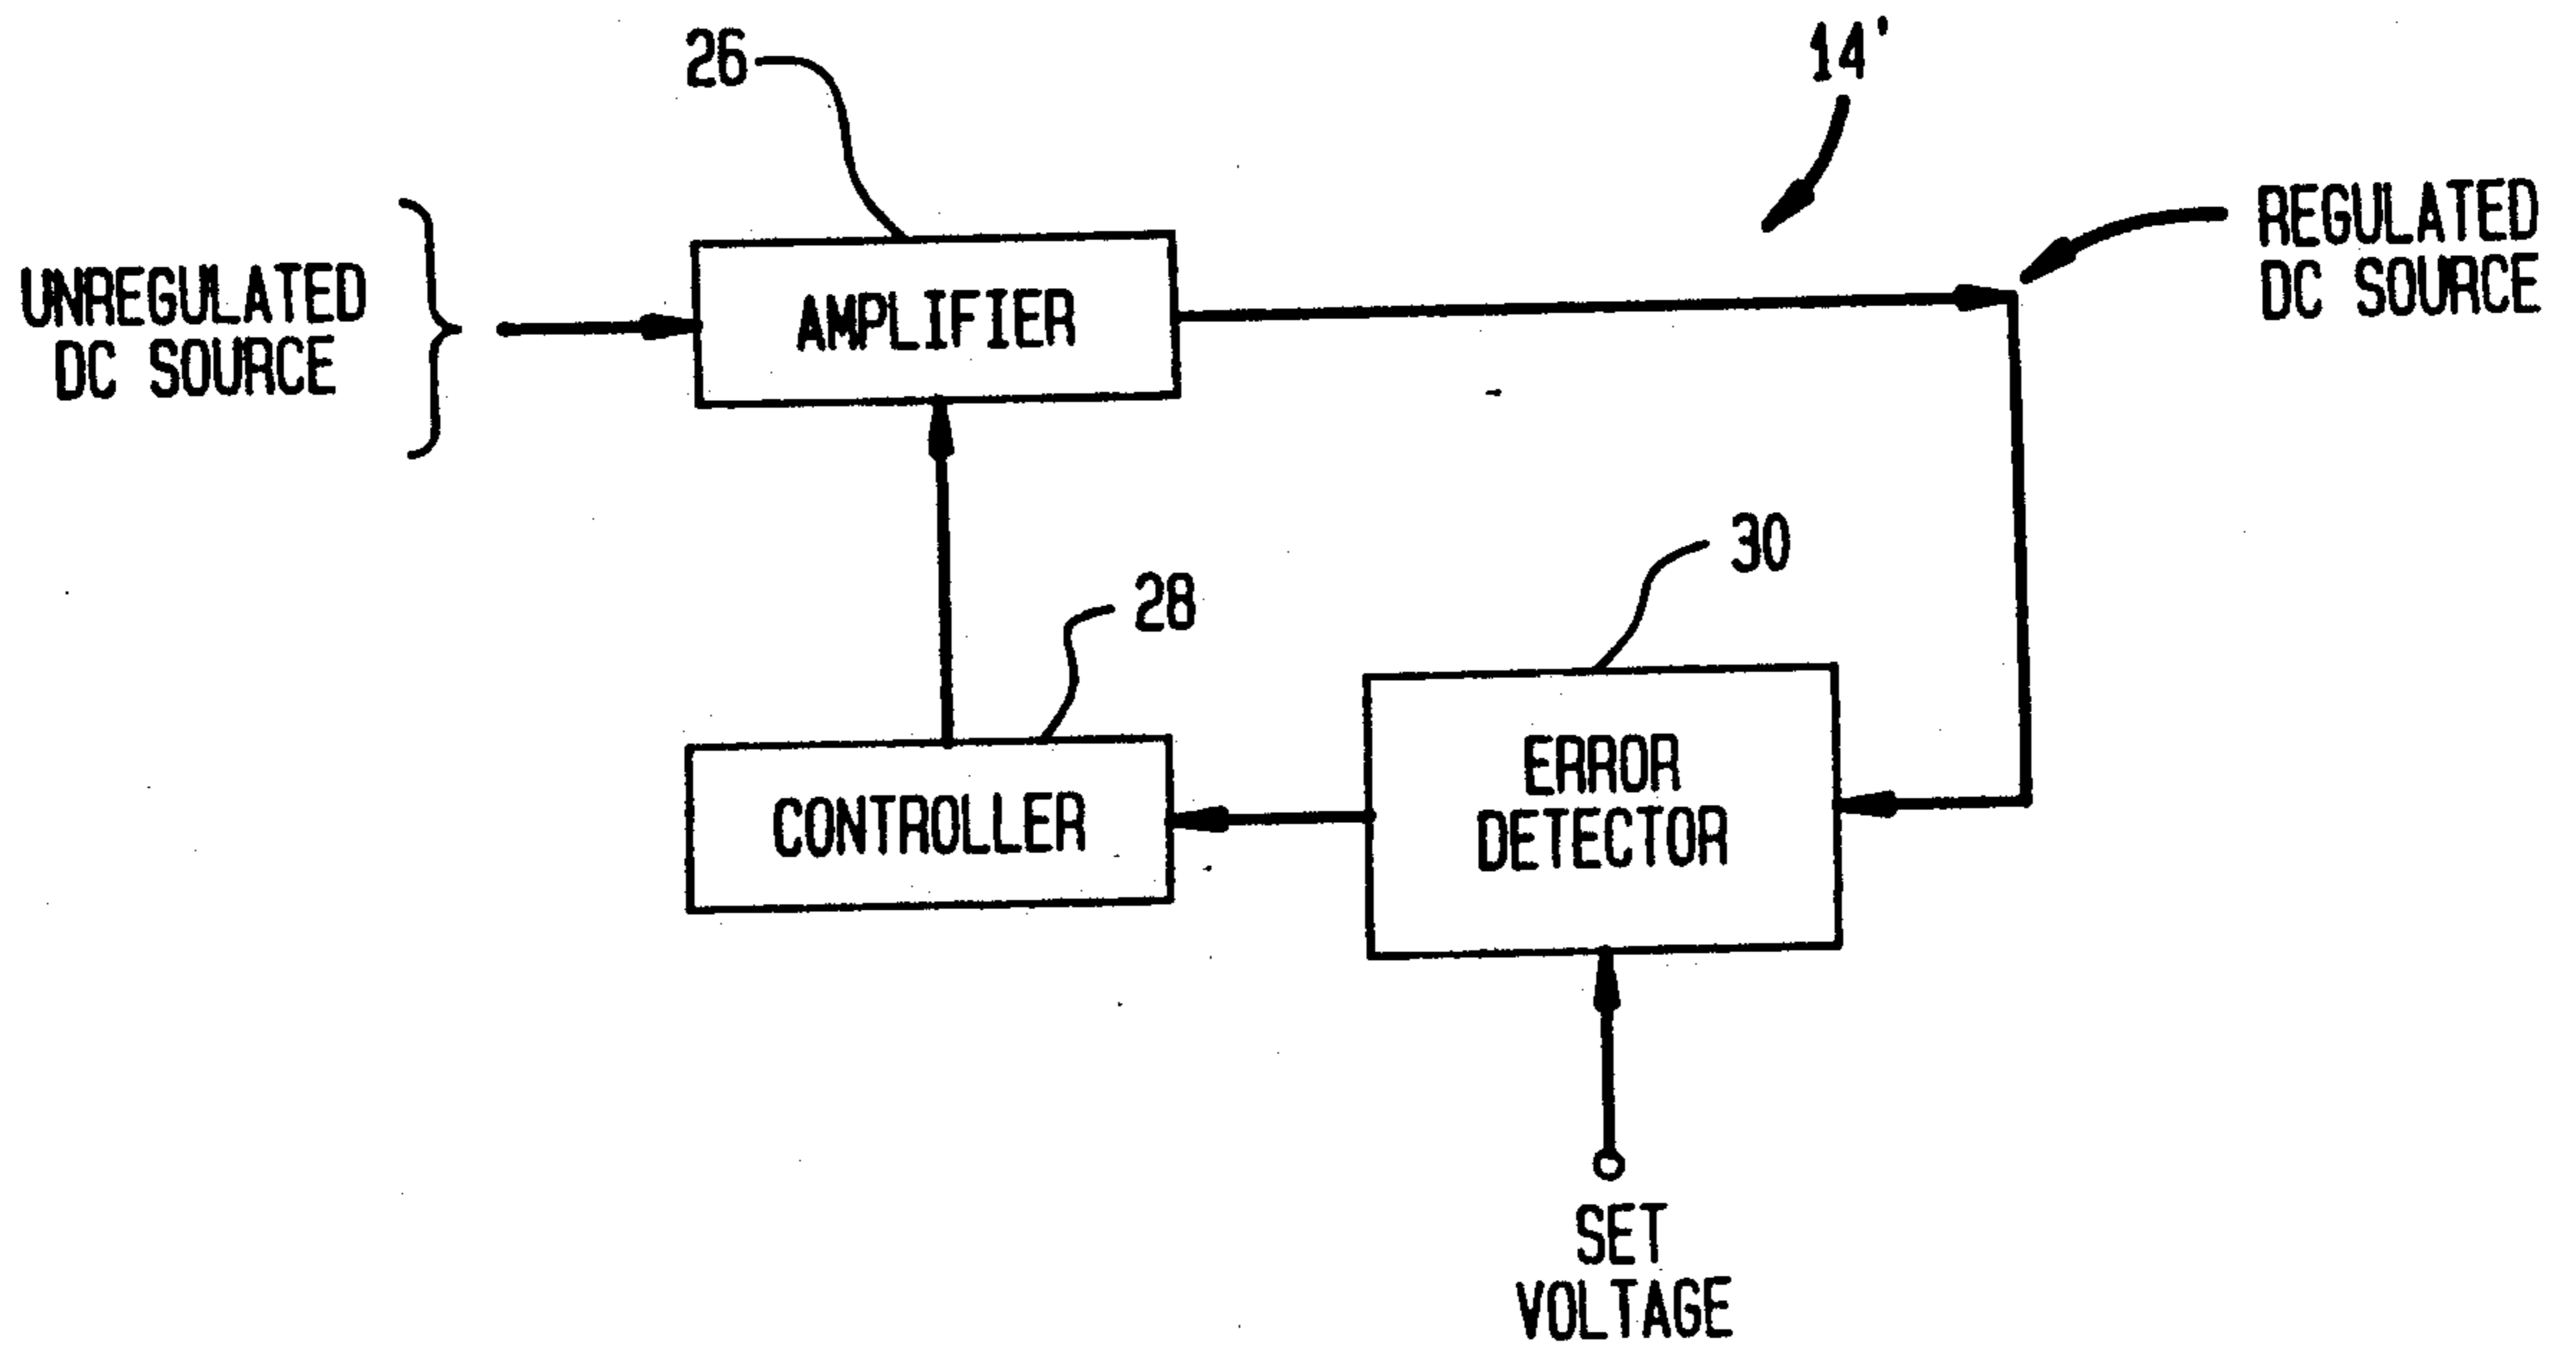 26
14'
UNREGULATED
DC SOURCE
AMPLIFIER
REGULATED
DC SOURCE
28
30
CONTROLLER
ERROR
DETECTOR
SET
VOLTAGE